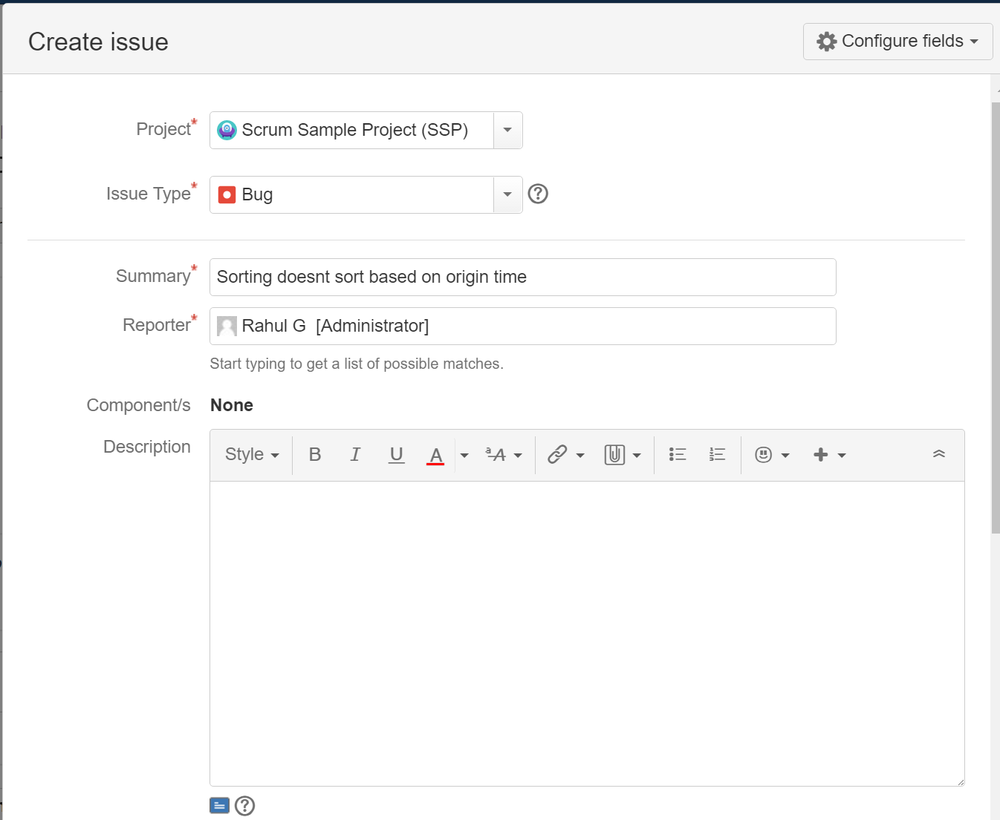 Create issue
Configure fields
Project*
Scrum Sample Project (SSP)
Issue Type*
Bug
Summary*
Sorting doesnt sort based on origin time
Reporter*
Rahul G [Administrator]
Start typing to get a list of possible matches.
Component/s
None
Description
Style B I U A ªA